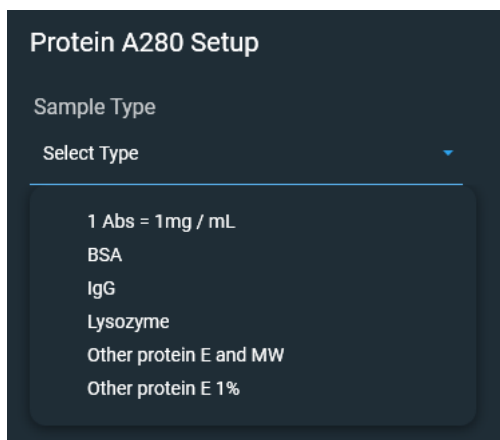 Protein A280 Setup
Sample Type
Select Type
1 Abs = 1mg / mL
BSA
IgG
Lysozyme
Other protein E and MW
Other protein E 1%